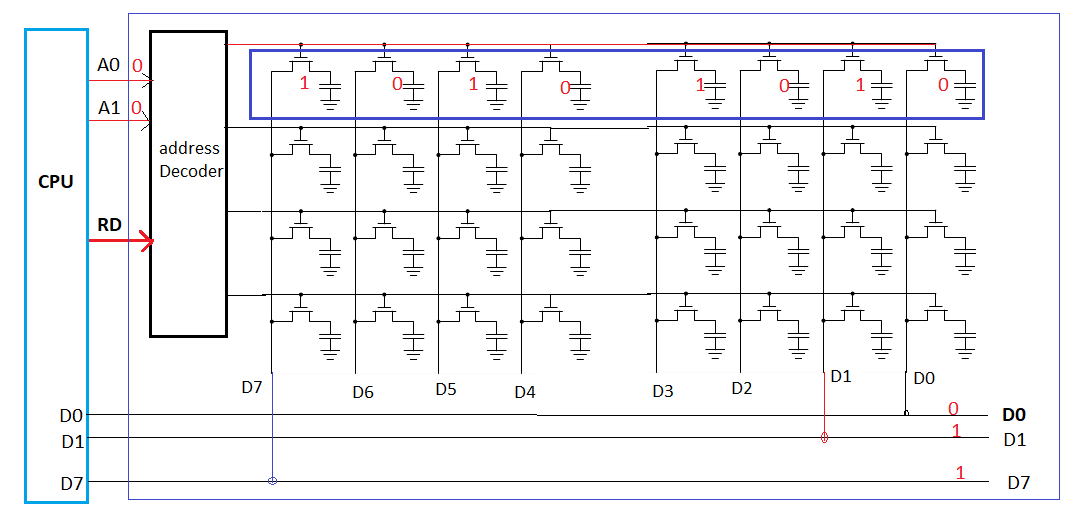 A0 0
1 0 1 0 1 0 1 0
A1 0
address
Decoder
CPU
RD
D7 D6 D5 D4 D3 D2 D1 D0
D0 0 D0
D1 1 D1
D7 1 D7